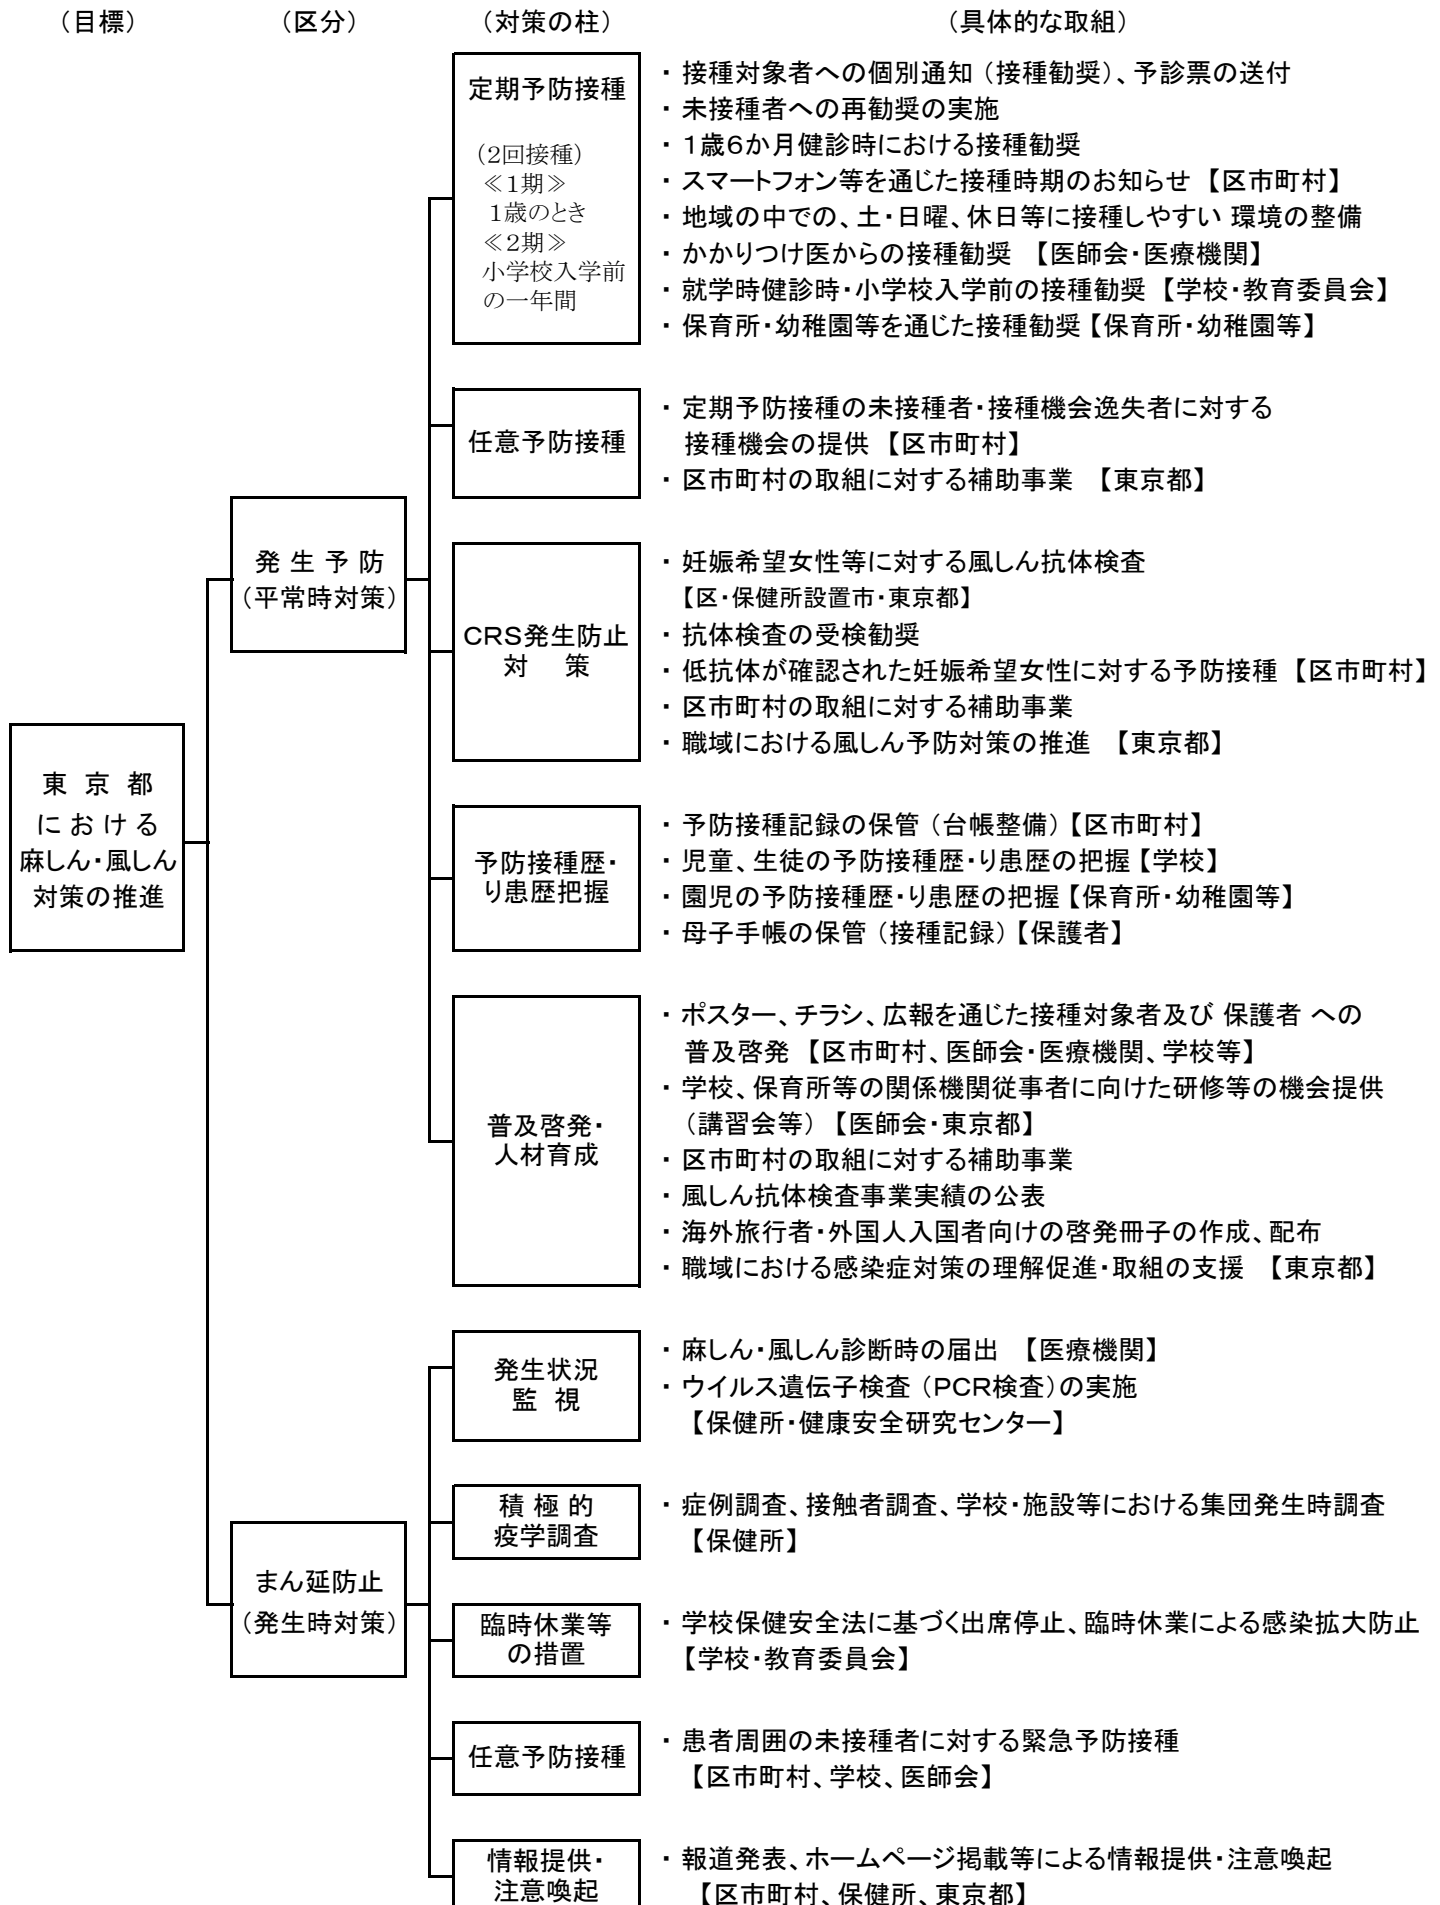 （目標）
（区分）
（対策の柱）
（具体的な取組）
東 京 都
における
麻しん・風しん
対策の推進
発 生 予 防
（平常時対策）
定期予防接種
（2回接種）
≪1期≫
1歳のとき
≪2期≫
小学校入学前
の一年間
・ 接種対象者への個別通知（接種勧奨）、予診票の送付
・ 未接種者への再勧奨の実施
・ １歳６か月健診時における接種勧奨
・ スマートフォン等を通じた接種時期のお知らせ 【区市町村】
・ 地域の中での、土・日曜、休日等に接種しやすい 環境の整備
・ かかりつけ医からの接種勧奨 【医師会・医療機関】
・ 就学時健診時・小学校入学前の接種勧奨 【学校・教育委員会】
・ 保育所・幼稚園等を通じた接種勧奨【保育所・幼稚園等】
任意予防接種
・ 定期予防接種の未接種者・接種機会逸失者に対する
接種機会の提供 【区市町村】
・ 区市町村の取組に対する補助事業 【東京都】
CRS発生防止
対 策
・ 妊娠希望女性等に対する風しん抗体検査
【区・保健所設置市・東京都】
・ 抗体検査の受検勧奨
・ 低抗体が確認された妊娠希望女性に対する予防接種 【区市町村】
・ 区市町村の取組に対する補助事業
・ 職域における風しん予防対策の推進 【東京都】
予防接種歴・
り患歴把握
・ 予防接種記録の保管（台帳整備）【区市町村】
・ 児童、生徒の予防接種歴・り患歴の把握【学校】
・ 園児の予防接種歴・り患歴の把握【保育所・幼稚園等】
・ 母子手帳の保管（接種記録）【保護者】
普及啓発・
人材育成
・ ポスター、チラシ、広報を通じた接種対象者及び 保護者 への
普及啓発 【区市町村、医師会・医療機関、学校等】
・ 学校、保育所等の関係機関従事者に向けた研修等の機会提供
（講習会等） 【医師会・東京都】
・ 区市町村の取組に対する補助事業
・ 風しん抗体検査事業実績の公表
・ 海外旅行者・外国人入国者向けの啓発冊子の作成、配布
・ 職域における感染症対策の理解促進・取組の支援 【東京都】
まん延防止
（発生時対策）
発生状況
監 視
・ 麻しん・風しん診断時の届出 【医療機関】
・ ウイルス遺伝子検査（PCR検査）の実施
【保健所・健康安全研究センター】
積 極 的
疫学調査
・ 症例調査、接触者調査、学校・施設等における集団発生時調査
【保健所】
臨時休業等
の措置
・ 学校保健安全法に基づく出席停止、臨時休業による感染拡大防止
【学校・教育委員会】
任意予防接種
・ 患者周囲の未接種者に対する緊急予防接種
【区市町村、学校、医師会】
情報提供・
注意喚起
・ 報道発表、ホームページ掲載等による情報提供・注意喚起
【区市町村、保健所、東京都】